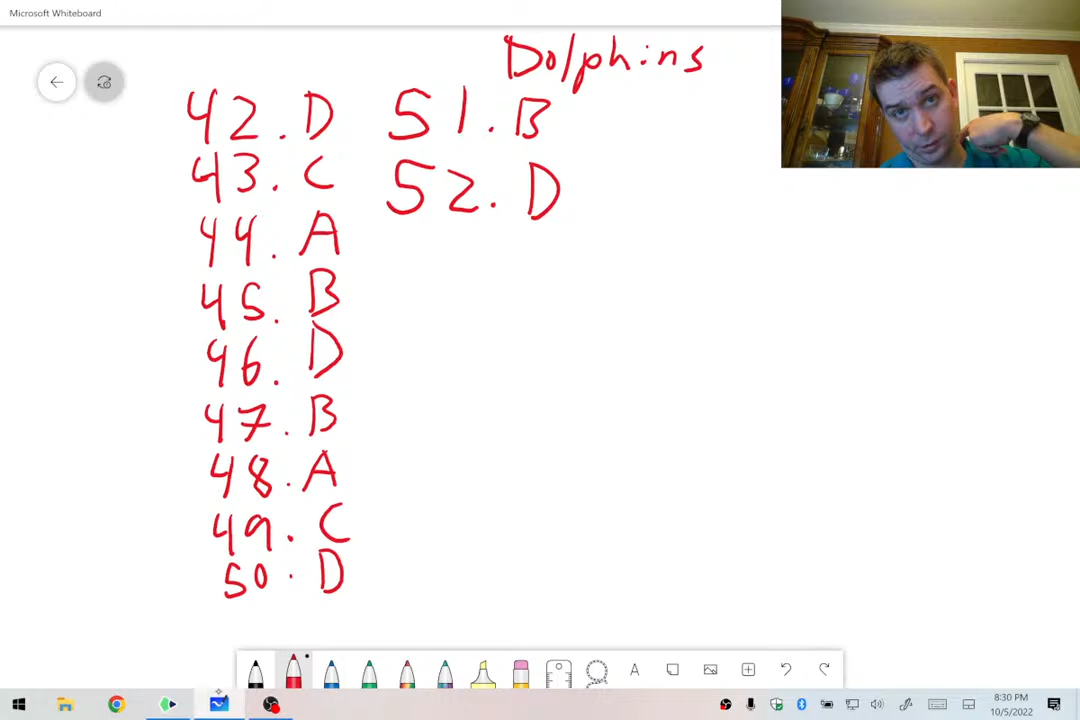 Microsoft Whiteboard
Dolphins
42. D
43. C
44. A
45. B
46. D
47. B
48. A
49. C
50. D
51. B
52. D
A
8:30 PM
10/5/2022